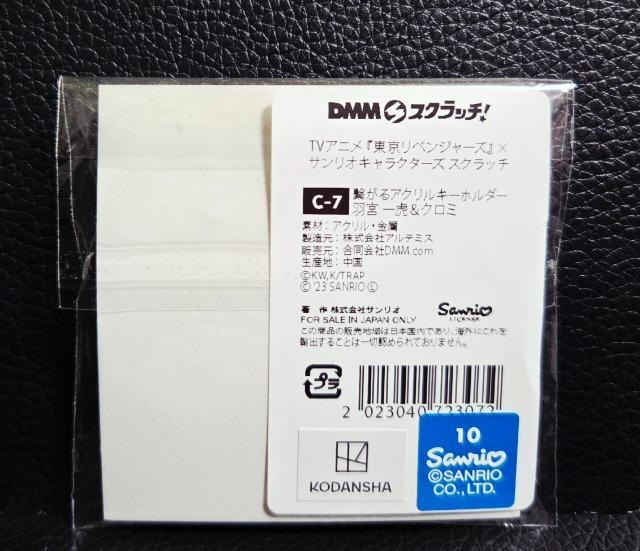 DMM スクラッチ!
TVアニメ『東京リベンジャーズ』×
サンリオキャラクターズ スクラッチ
C-7 繋がるアクリルキーホルダー
羽宮 一虎&クロミ
素材：アクリル・金属
製造元：株式会社アルテミス
販売元：合同会社DMM.com
生産地：中国
©KW,K/TRAP
© '23 SANRIO Ⓛ
著 作 株式会社サンリオ
Sanrio
LICENSE
FOR SALE IN JAPAN ONLY
この商品の販売地域は日本国内であり、海外にこれを
輸出することは一切認められておりません。
プラ
2 023040 723072
KODANSHA
10
Sanrio
©SANRIO
CO., LTD.